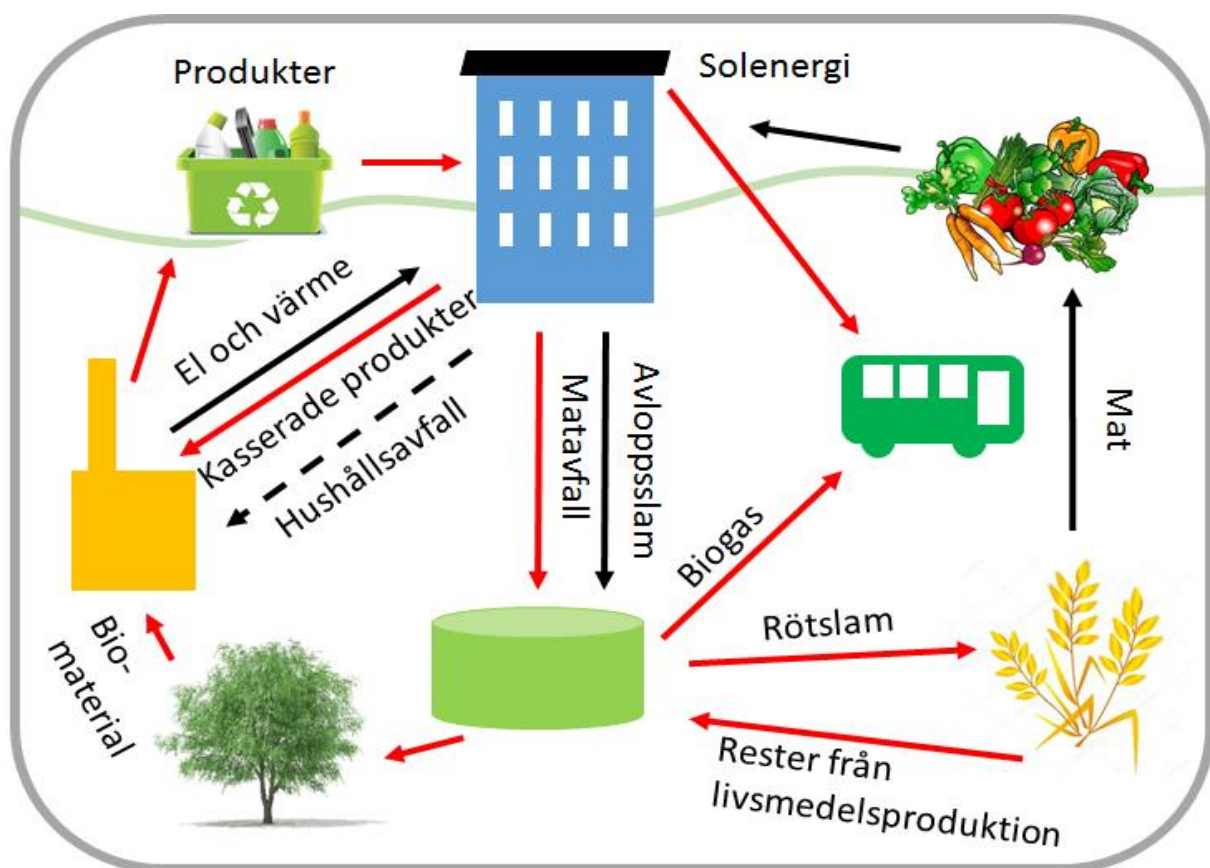 Produkter
Solenergi
El och värme
Kasserade produkter
Hushållsavfall
Matavfall
Avloppsslam
Mat
Biogas
Rötslam
Bio-
material
Rester från
livsmedelsproduktion